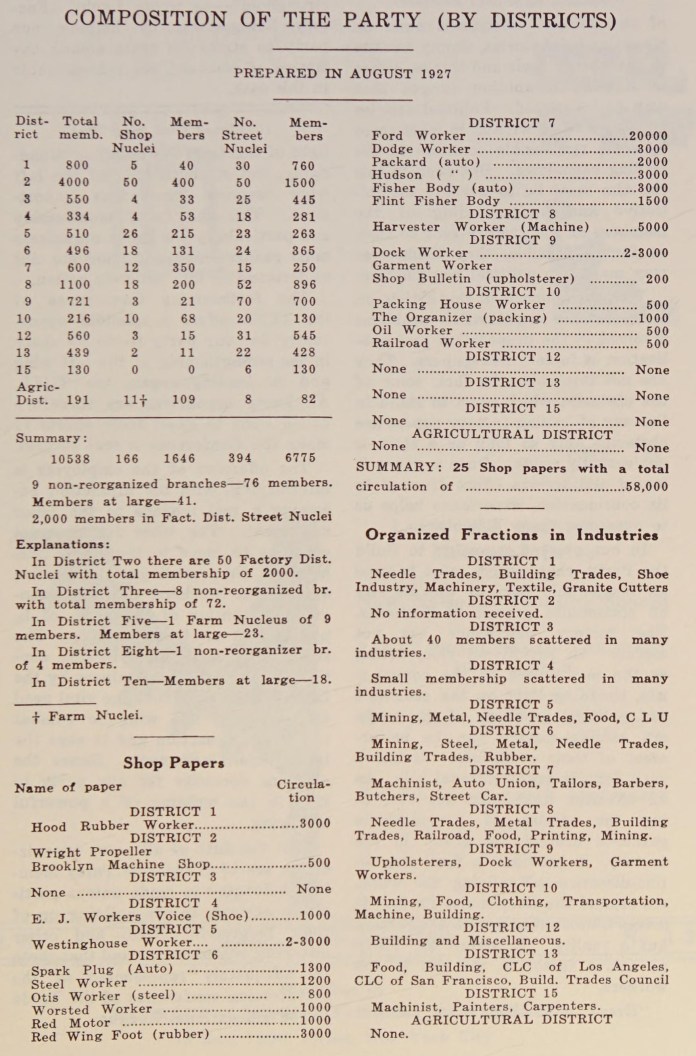 COMPOSITION OF THE PARTY (BY DISTRICTS)
PREPARED IN AUGUST 1927
Dist- Total No. Mem- No. Mem-
rict memb. Shop bers Street bers
Nuclei Nuclei
1 800 5 40 30 760
2 4000 50 400 50 1500
3 550 4 33 25 445
4 334 4 53 18 281
5 510 26 215 23 263
6 496 18 131 24 365
7 600 12 350 15 250
8 1100 18 200 52 896
9 721 3 21 70 700
10 216 10 68 20 130
12 560 3 15 31 545
13 439 2 11 22 428
15 130 0 0 6 130
Agric-
Dist. 191 11† 109 8 82
Summary:
10538 166 1646 394 6775
9 non-reorganized branches—76 members.
Members at large—41.
2,000 members in Fact. Dist. Street Nuclei
Explanations:
In District Two there are 50 Factory Dist.
Nuclei with total membership of 2000.
In District Three—8 non-reorganized br.
with total membership of 72.
In District Five—1 Farm Nucleus of 9
members. Members at large—23.
In District Eight—1 non-reorganizer br.
of 4 members.
In District Ten—Members at large—18.
† Farm Nuclei.
Shop Papers
Name of paper Circula-
tion
DISTRICT 1
Hood Rubber Worker..........................3000
DISTRICT 2
Wright Propeller
Brooklyn Machine Shop.......................500
DISTRICT 3
None .............................................. None
DISTRICT 4
E. J. Workers Voice (Shoe)...........1000
DISTRICT 5
Westinghouse Worker.... ...............2-3000
DISTRICT 6
Spark Plug (Auto) ..........................1300
Steel Worker ....................................1200
Otis Worker (steel) .................. .... 800
Worsted Worker ..............................1000
Red Motor .......................................1000
Red Wing Foot (rubber) ..................3000
DISTRICT 7
Ford Worker ..................................20000
Dodge Worker .....................................3000
Packard (auto) ..................................2000
Hudson ( " ) ..................................3000
Fisher Body (auto) .........................3000
Flint Fisher Body ............................1500
DISTRICT 8
Harvester Worker (Machine) ........5000
DISTRICT 9
Dock Worker ....................................2-3000
Garment Worker
Shop Bulletin (upholsterer) ............ 200
DISTRICT 10
Packing House Worker .................. 500
The Organizer (packing) ..................1000
Oil Worker ........................................ 500
Railroad Worker .............................. 500
DISTRICT 12
None .............................................. None
DISTRICT 13
None .............................................. None
DISTRICT 15
None .............................................. None
AGRICULTURAL DISTRICT
None .............................................. None
SUMMARY: 25 Shop papers with a total
circulation of ....................................58,000
Organized Fractions in Industries
DISTRICT 1
Needle Trades, Building Trades, Shoe
Industry, Machinery, Textile, Granite Cutters
DISTRICT 2
No information received.
DISTRICT 3
About 40 members scattered in many
industries.
DISTRICT 4
Small membership scattered in many
industries.
DISTRICT 5
Mining, Metal, Needle Trades, Food, C L U
DISTRICT 6
Mining, Steel, Metal, Needle Trades,
Building Trades, Rubber.
DISTRICT 7
Machinist, Auto Union, Tailors, Barbers,
Butchers, Street Car.
DISTRICT 8
Needle Trades, Metal Trades, Building
Trades, Railroad, Food, Printing, Mining.
DISTRICT 9
Upholsterers, Dock Workers, Garment
Workers.
DISTRICT 10
Mining, Food, Clothing, Transportation,
Machine, Building.
DISTRICT 12
Building and Miscellaneous.
DISTRICT 13
Food, Building, CLC of Los Angeles,
CLC of San Francisco, Build. Trades Council
DISTRICT 15
Machinist, Painters, Carpenters.
AGRICULTURAL DISTRICT
None.